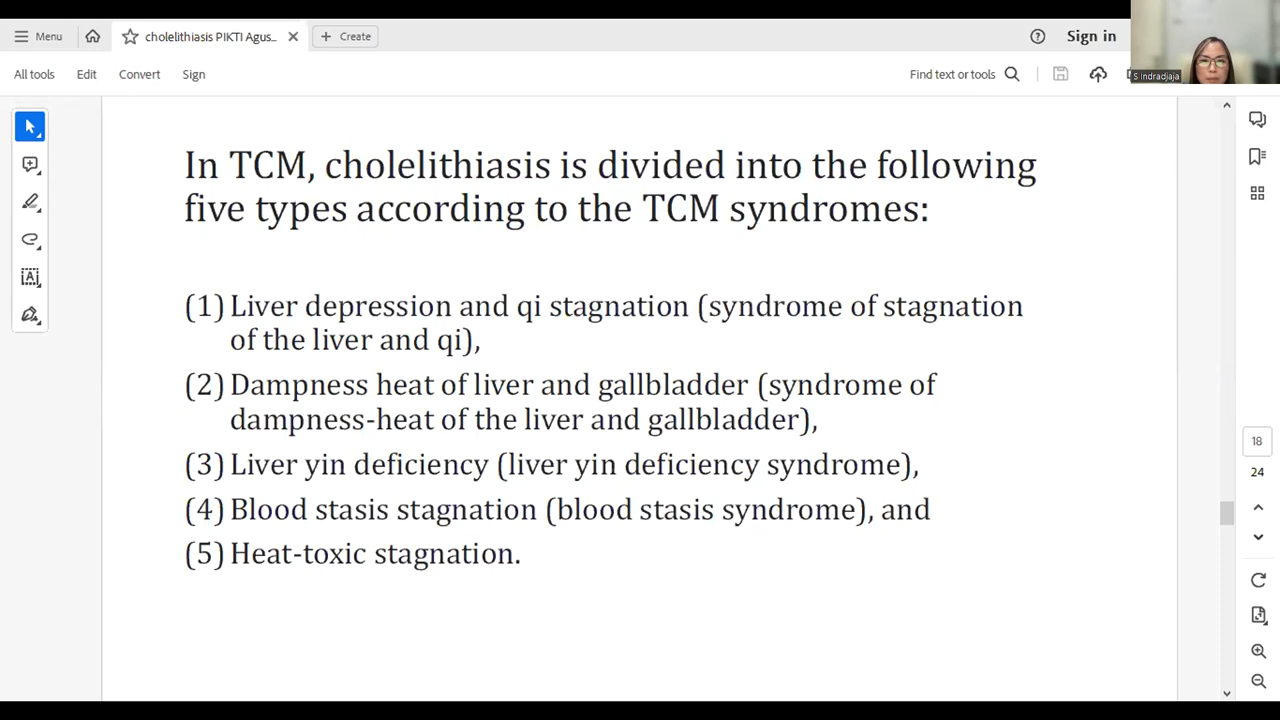 Menu
cholelithiasis PIKTI Agus...
Create
Sign in
All tools
Edit
Convert
Sign
Find text or tools
S Indradjaja
In TCM, cholelithiasis is divided into the following
five types according to the TCM syndromes:
(1) Liver depression and qi stagnation (syndrome of stagnation
of the liver and qi),
(2) Dampness heat of liver and gallbladder (syndrome of
dampness-heat of the liver and gallbladder),
(3) Liver yin deficiency (liver yin deficiency syndrome),
(4) Blood stasis stagnation (blood stasis syndrome), and
(5) Heat-toxic stagnation.
18
24